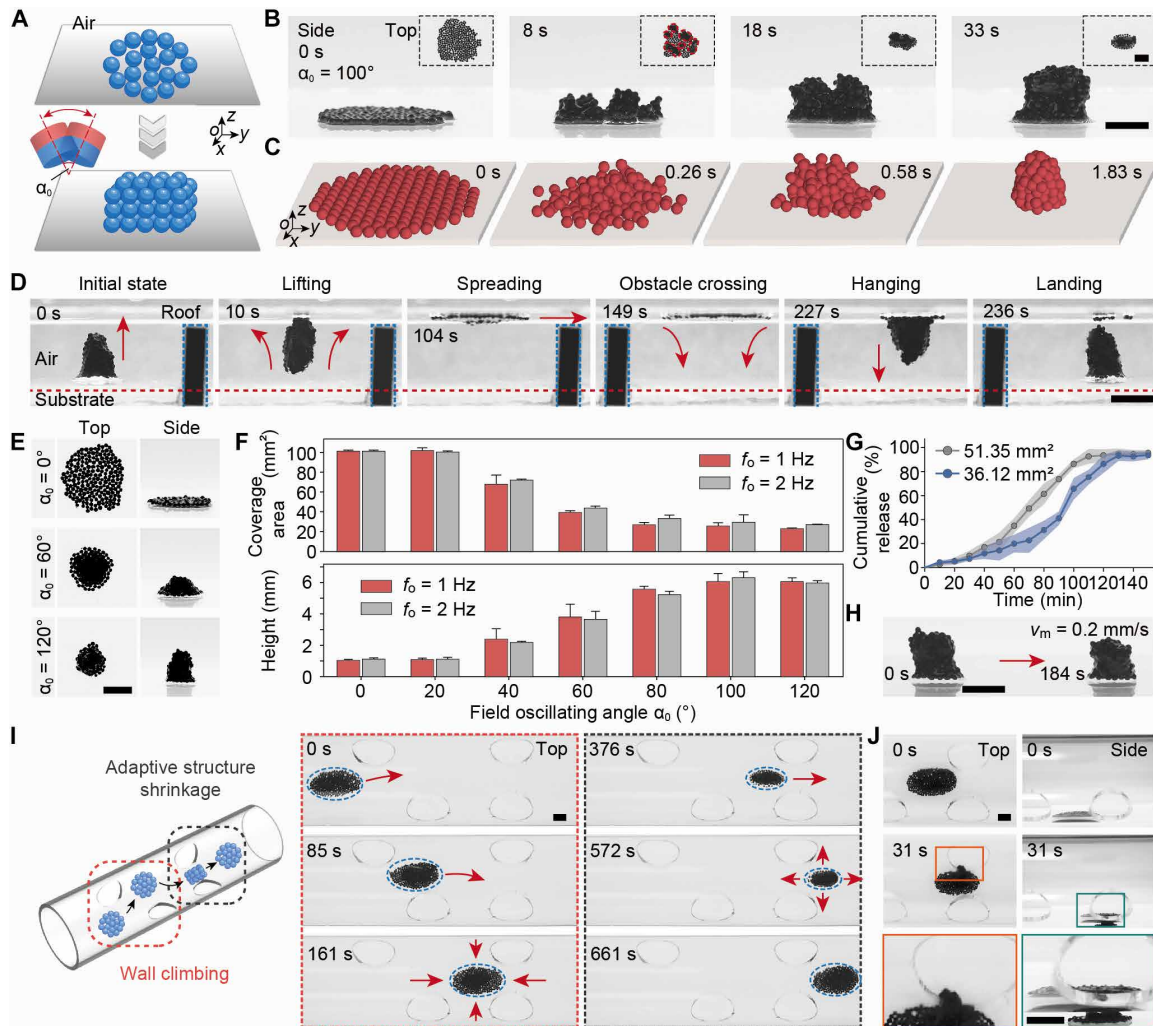 A
Air
z
o
y
x
α₀
B
Side
Top
0 s
α₀ = 100°
8 s
18 s
33 s
C
0 s
0.26 s
0.58 s
1.83 s
z
o
y
x
D
Initial state
Lifting
Spreading
Obstacle crossing
Hanging
Landing
0 s
Roof
10 s
104 s
149 s
227 s
236 s
Air
Substrate
E
Top
Side
α₀ = 0°
α₀ = 60°
α₀ = 120°
F
Coverage area (mm²)
100
80
60
40
20
0
fₒ = 1 Hz
fₒ = 2 Hz
Height (mm)
6
4
2
0
fₒ = 1 Hz
fₒ = 2 Hz
0 20 40 60 80 100 120
Field oscillating angle α₀ (°)
G
Cumulative release (%)
100
80
60
40
20
0
51.35 mm²
36.12 mm²
0 20 40 60 80 100 120 140
Time (min)
H
vₘ = 0.2 mm/s
0 s
184 s
I
Adaptive structure
shrinkage
Wall climbing
0 s
Top
85 s
161 s
376 s
572 s
661 s
J
0 s
Top
0 s
Side
31 s
31 s